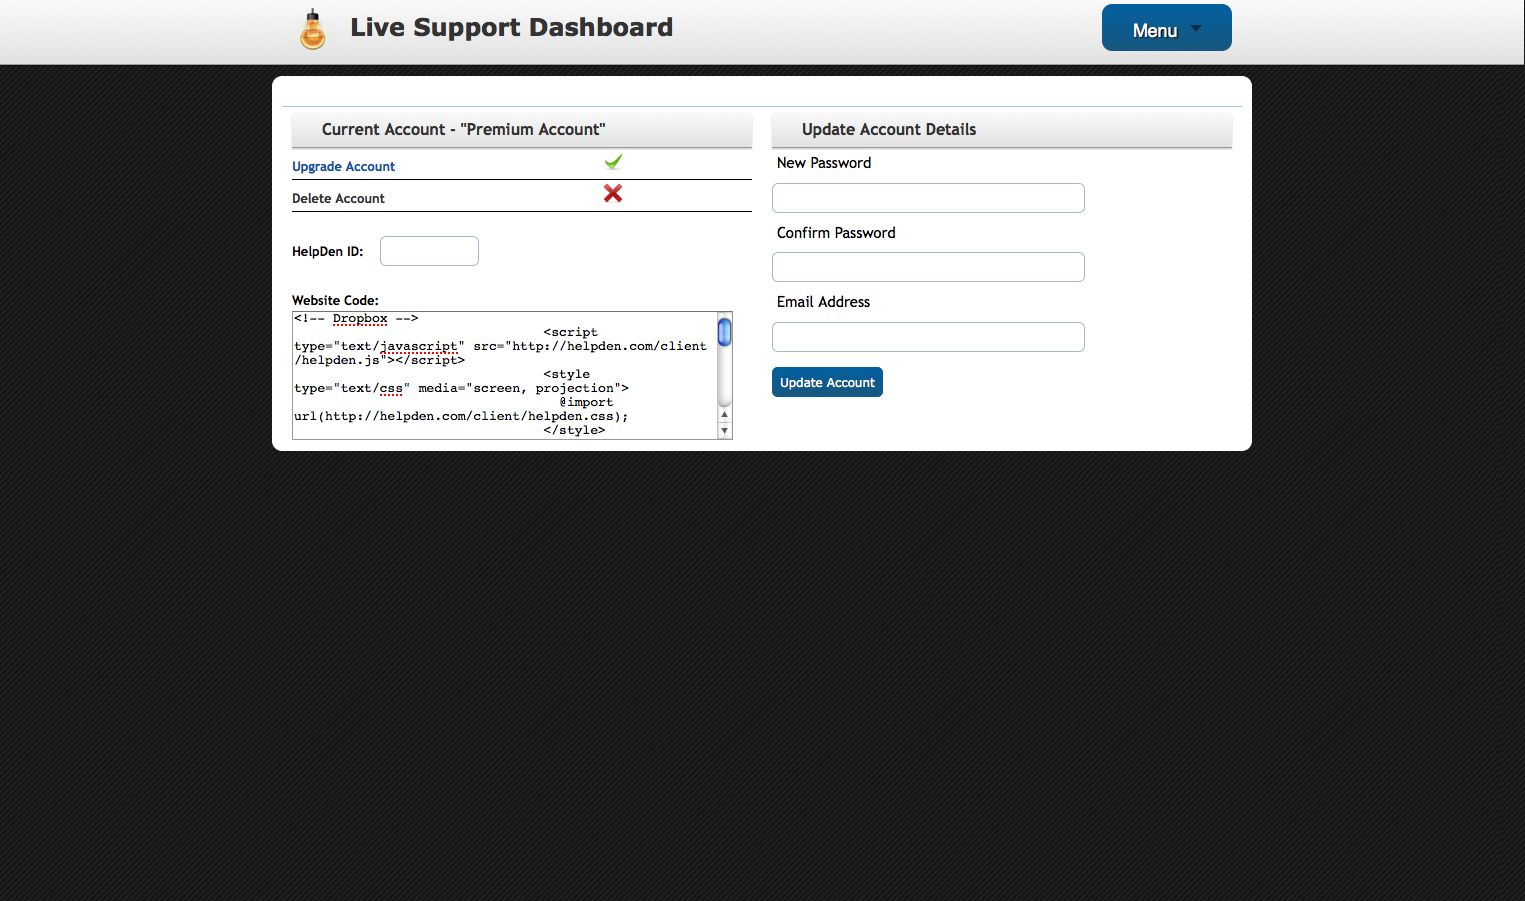 Live Support Dashboard
Menu
Current Account - "Premium Account"
Upgrade Account
Delete Account
HelpDen ID:
Website Code:
<!-- Dropbox -->
<script
type="text/javascript" src="http://helpden.com/client
/helpden.js"></script>
<style
type="text/css" media="screen, projection">
@import
url(http://helpden.com/client/helpden.css);
</style>
Update Account Details
New Password
Confirm Password
Email Address
Update Account